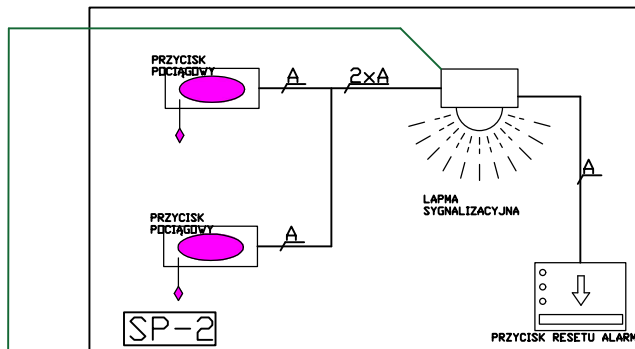 PRZYCISK
POCIĄGOWY
A
2xA
LAPMA
SYGNALIZACYJNA
A
PRZYCISK
POCIĄGOWY
A
SP-2
PRZYCISK RESETU ALARM